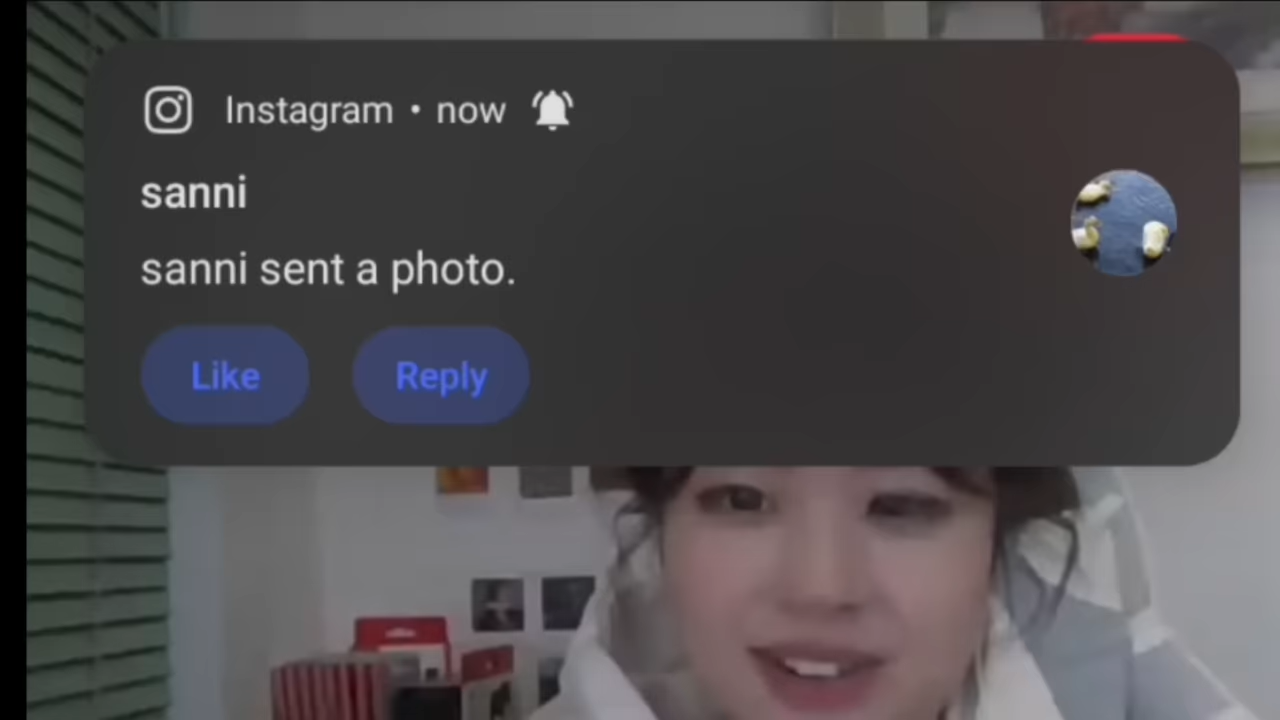 Instagram • now
sanni
sanni sent a photo.
Like
Reply